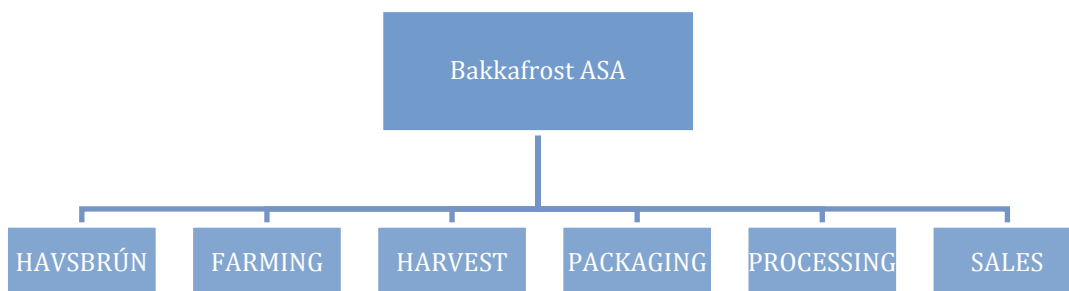 Bakkafrost ASA
HAVSBRÚN
FARMING
HARVEST
PACKAGING
PROCESSING
SALES